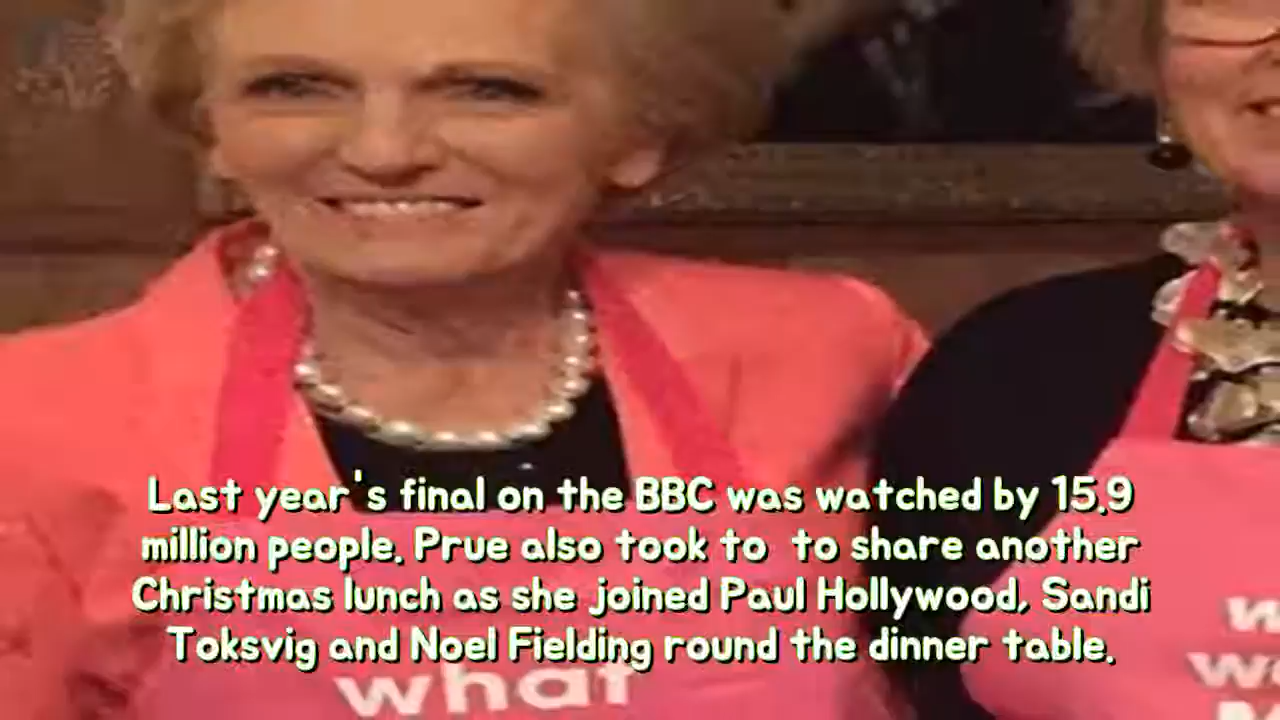 Last year's final on the BBC was watched by 15.9
million people. Prue also took to  to share another
Christmas lunch as she joined Paul Hollywood, Sandi
Toksvig and Noel Fielding round the dinner table.
what